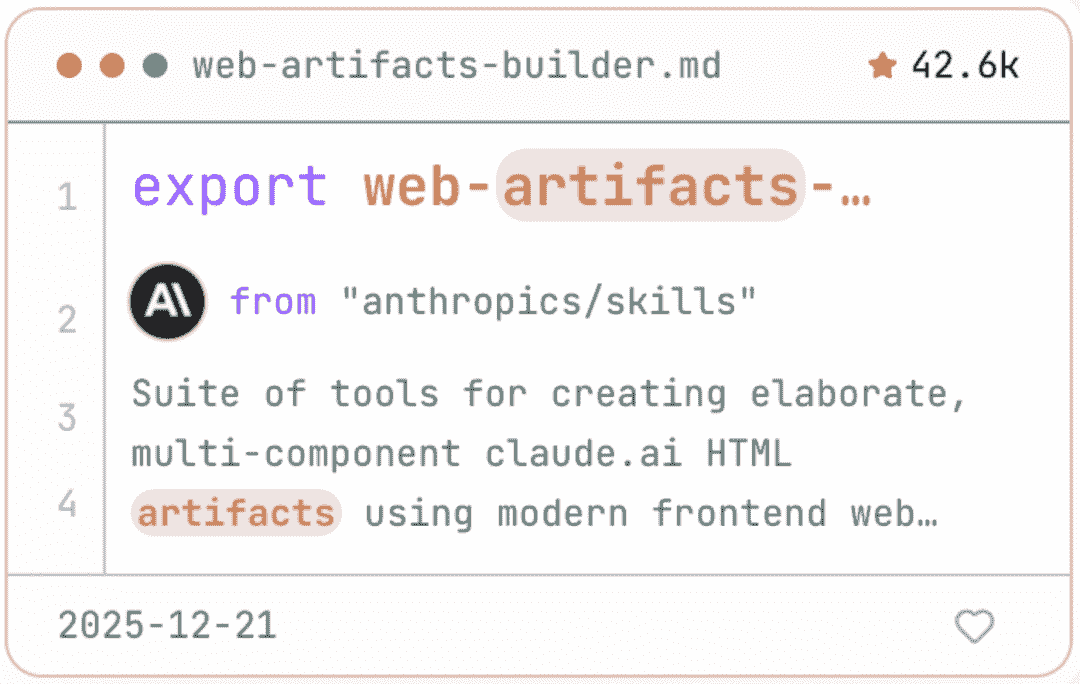 web-artifacts-builder.md
42.6k
1
export web-artifacts-…
2
AI
from "anthropics/skills"
3
Suite of tools for creating elaborate,
multi-component claude.ai HTML
4
artifacts using modern frontend web…
2025-12-21